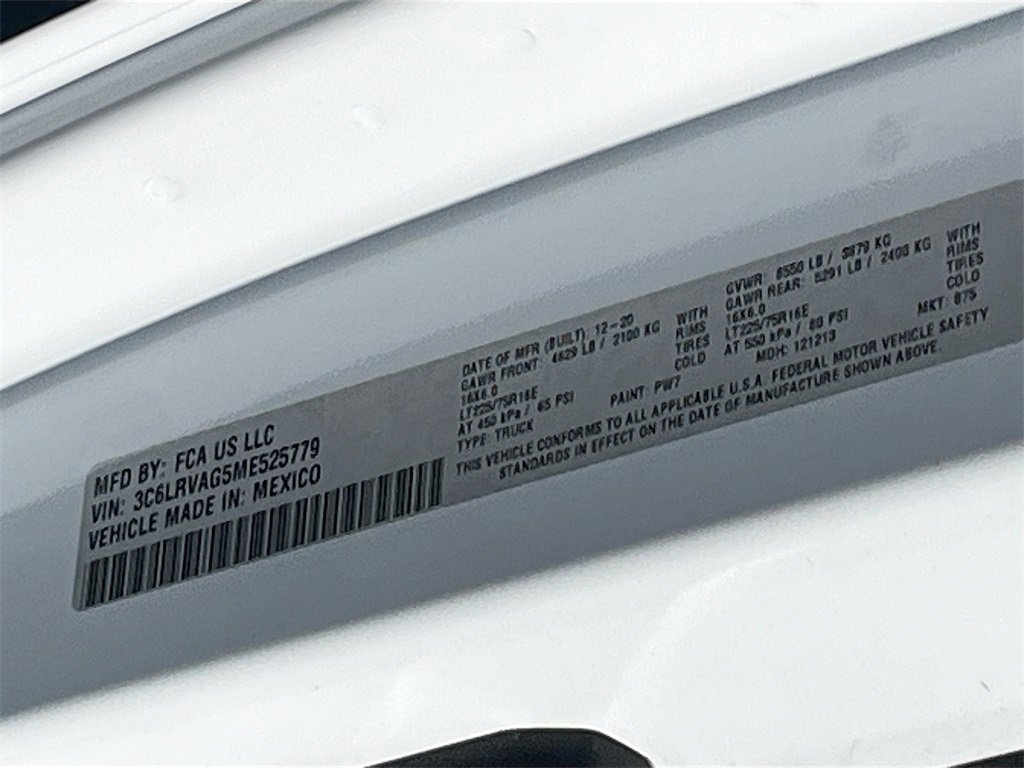 MFD BY: FCA US LLC
VIN: 3C6LRVAG5ME525779
VEHICLE MADE IN: MEXICO
DATE OF MFR (BUILT): 12-20
GAWR FRONT: 4629 LB / 2100 KG
16X6.0
LT225/75R16E
AT 450 kPa / 65 PSI
TYPE: TRUCK
WITH
RIMS
TIRES
COLD
PAINT: PW7
GVWR: 8550 LB / 3879 KG
GAWR REAR: 5291 LB / 2400 KG
16X6.0
LT225/75R16E
AT 550 kPa / 80 PSI
MDH: 121213
WITH
RIMS
TIRES
COLD
MKT: B75
THIS VEHICLE CONFORMS TO ALL APPLICABLE U.S.A. FEDERAL MOTOR VEHICLE SAFETY
STANDARDS IN EFFECT ON THE DATE OF MANUFACTURE SHOWN ABOVE.